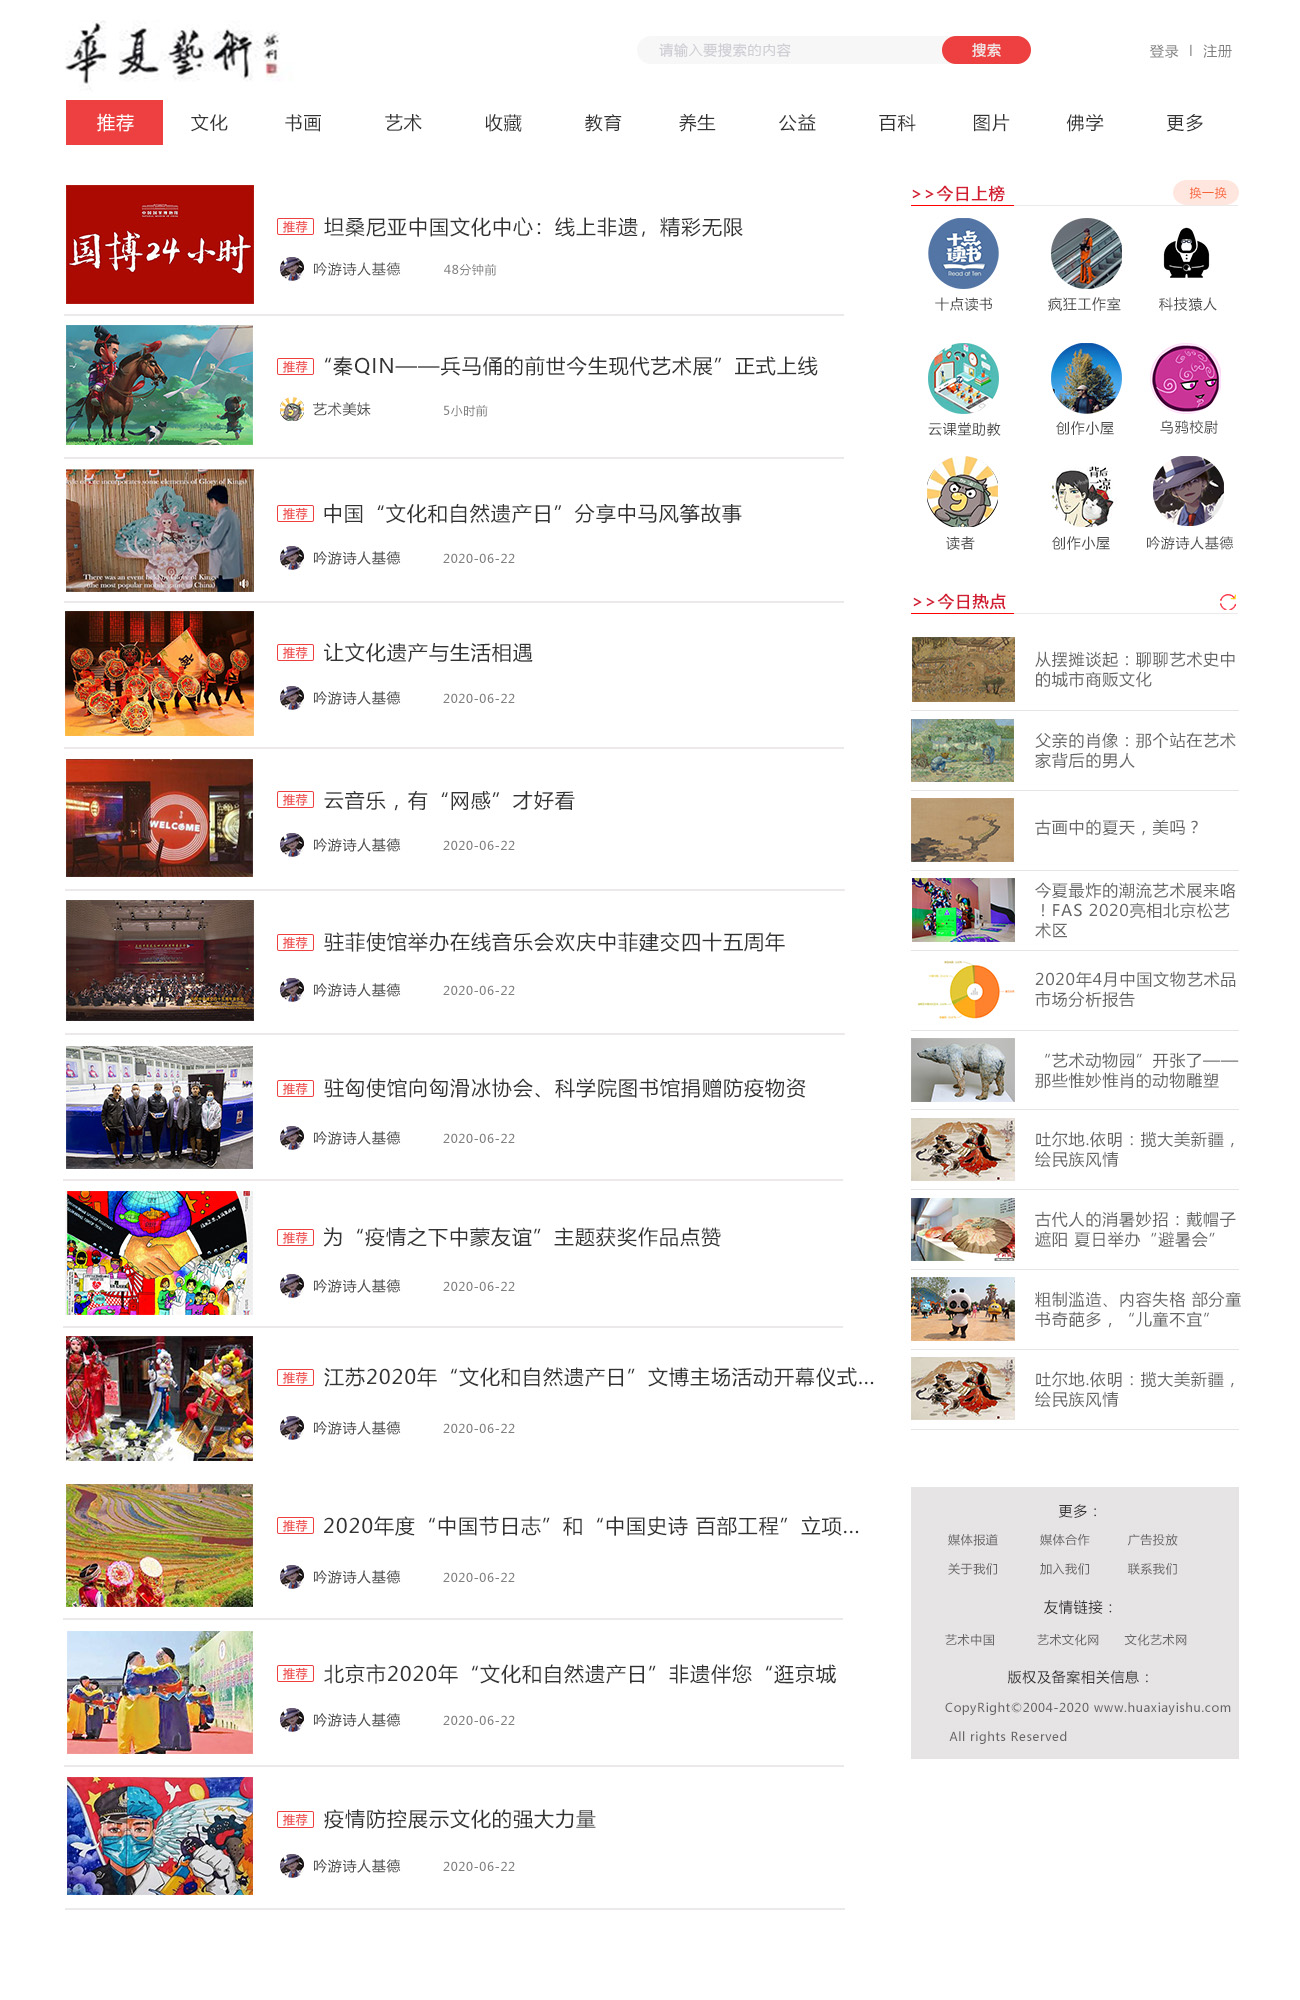 華夏藝術
请输入要搜索的内容
搜索
登录 | 注册
推荐 文化 书画 艺术 收藏 教育 养生 公益 百科 图片 佛学 更多
国博24小时
推荐 坦桑尼亚中国文化中心：线上非遗，精彩无限
吟游诗人基德 48分钟前
推荐 “秦QIN——兵马俑的前世今生现代艺术展”正式上线
艺术美妹 5小时前
推荐 中国“文化和自然遗产日”分享中马风筝故事
吟游诗人基德 2020-06-22
推荐 让文化遗产与生活相遇
吟游诗人基德 2020-06-22
WELCOME
推荐 云音乐，有“网感”才好看
吟游诗人基德 2020-06-22
推荐 驻菲使馆举办在线音乐会欢庆中菲建交四十五周年
吟游诗人基德 2020-06-22
推荐 驻匈使馆向匈滑冰协会、科学院图书馆捐赠防疫物资
吟游诗人基德 2020-06-22
推荐 为“疫情之下中蒙友谊”主题获奖作品点赞
吟游诗人基德 2020-06-22
推荐 江苏2020年“文化和自然遗产日”文博主场活动开幕仪式...
吟游诗人基德 2020-06-22
推荐 2020年度“中国节日志”和“中国史诗 百部工程”立项...
吟游诗人基德 2020-06-22
推荐 北京市2020年“文化和自然遗产日”非遗伴您“逛京城
吟游诗人基德 2020-06-22
推荐 疫情防控展示文化的强大力量
吟游诗人基德 2020-06-22
>>今日上榜 换一换
十点读书
Read at Ten
背后一凉
十点读书 疯狂工作室 科技猿人
云课堂助教 创作小屋 乌鸦校尉
读者 创作小屋 吟游诗人基德
>>今日热点
从摆摊谈起：聊聊艺术史中
的城市商贩文化
父亲的肖像：那个站在艺术
家背后的男人
古画中的夏天，美吗？
今夏最炸的潮流艺术展来咯
！FAS 2020亮相北京松艺
术区
2020年4月中国文物艺术品
市场分析报告
“艺术动物园”开张了——
那些惟妙惟肖的动物雕塑
吐尔地.依明：揽大美新疆，
绘民族风情
古代人的消暑妙招：戴帽子
遮阳 夏日举办“避暑会”
粗制滥造、内容失格 部分童
书奇葩多，“儿童不宜”
吐尔地.依明：揽大美新疆，
绘民族风情
更多：
媒体报道 媒体合作 广告投放
关于我们 加入我们 联系我们
友情链接：
艺术中国 艺术文化网 文化艺术网
版权及备案相关信息：
CopyRight©2004-2020 www.huaxiayishu.com
All rights Reserved